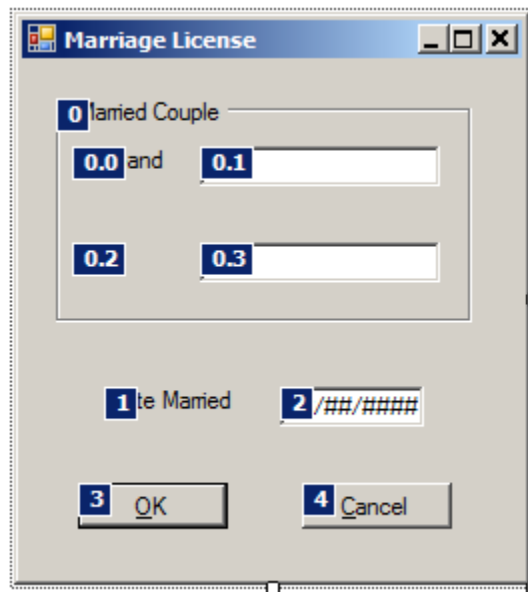 Marriage License
0 arried Couple
0.0 and 0.1
0.2 0.3
1 te Married 2 /##/####
3 OK 4 Cancel